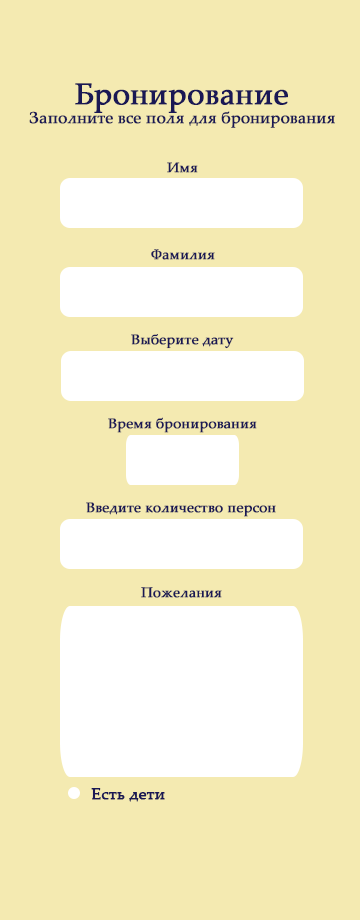 Бронирование
Заполните все поля для бронирования
Имя
Фамилия
Выберите дату
Время бронирования
Введите количество персон
Пожелания
Есть дети